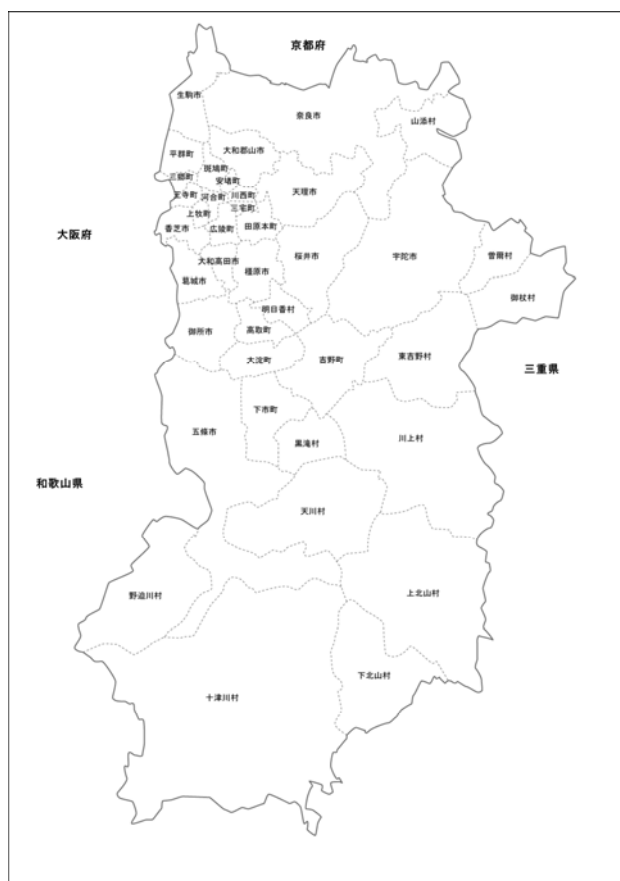 京都府
生駒市
奈良市
山添村
平群町
大和郡山市
斑鳩町
安堵町
三郷町
天理市
王寺町
河合町
川西町
三宅町
上牧町
香芝市
広陵町
田原本町
大阪府
大和高田市
桜井市
宇陀市
曽爾村
橿原市
葛城市
御杖村
明日香村
御所市
高取町
大淀町
吉野町
東吉野村
三重県
下市町
五條市
黒滝村
川上村
和歌山県
天川村
野迫川村
上北山村
下北山村
十津川村